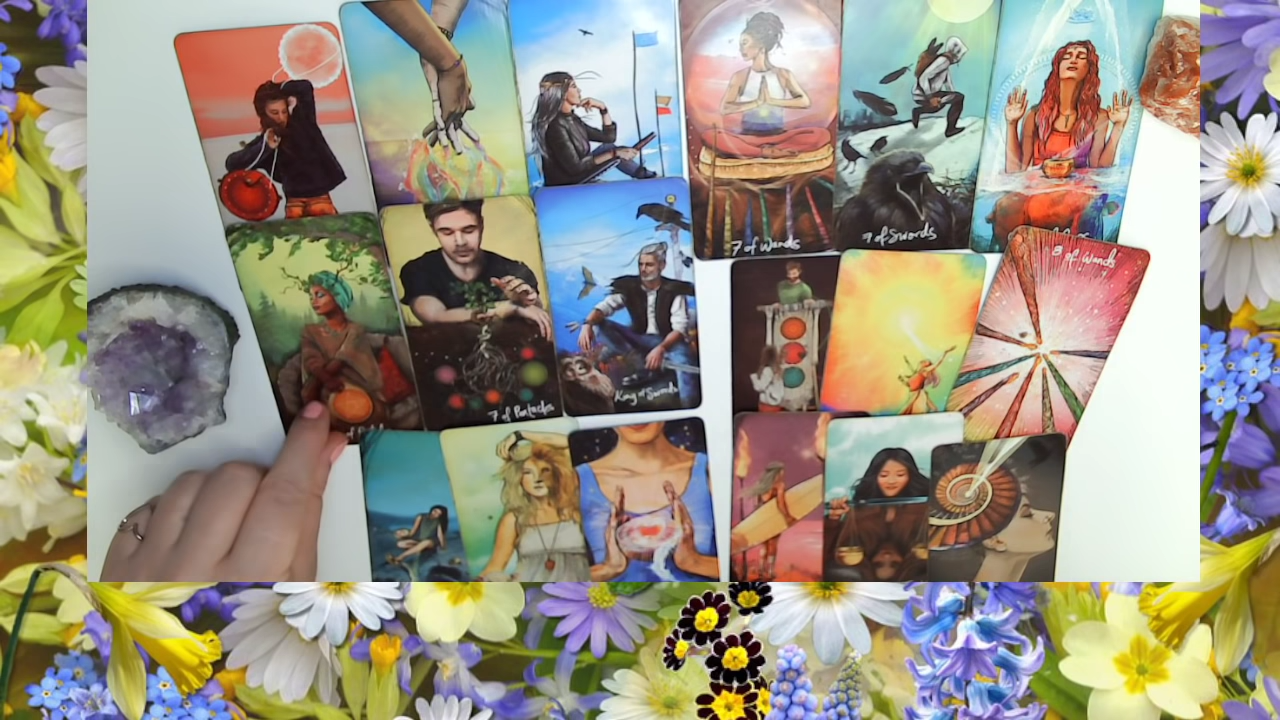 7 of Wands
7 of Swords
8 of Wands
7 of Pentacles
King of Swords